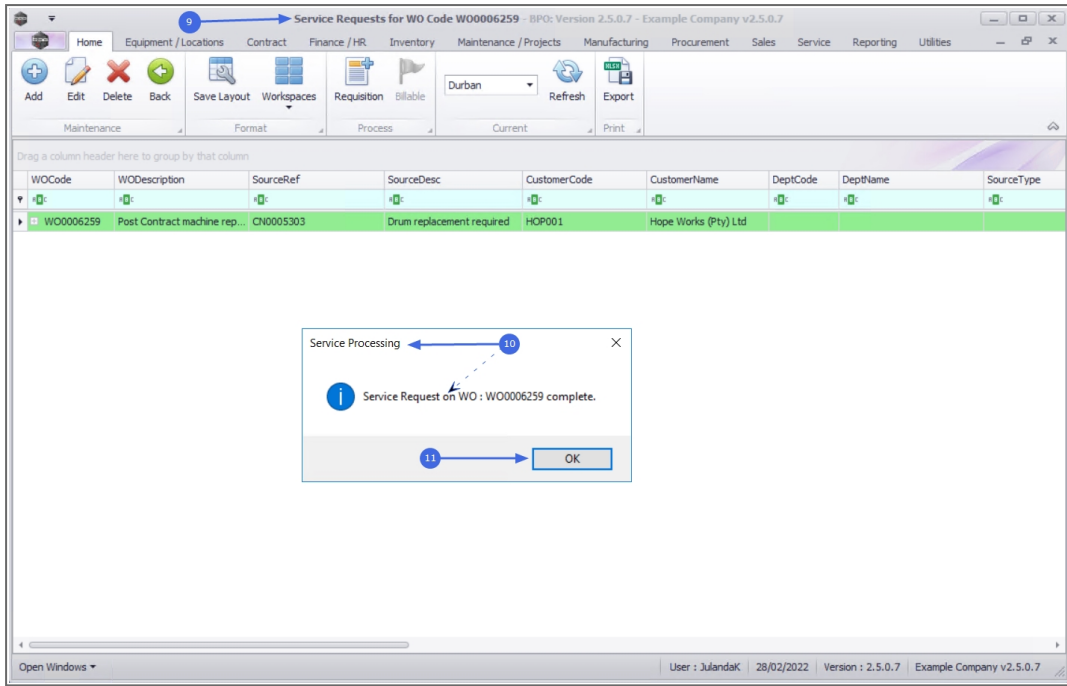 9
Service Requests for WO Code WO0006259 - BPO: Version 2.5.0.7 - Example Company v2.5.0.7
Home Equipment / Locations Contract Finance / HR Inventory Maintenance / Projects Manufacturing Procurement Sales Service Reporting Utilities
Add Edit Delete Back Save Layout Workspaces Requisition Billable Durban Refresh Export
Maintenance Format Process Current Print
Drag a column header here to group by that column
WOCode WODescription SourceRef SourceDesc CustomerCode CustomerName DeptCode DeptName SourceType
WO0006259 Post Contract machine rep... CN0005303 Drum replacement required HOP001 Hope Works (Pty) Ltd
Service Processing 10
Service Request on WO : WO0006259 complete.
11 OK
Open Windows User : JulandaK 28/02/2022 Version : 2.5.0.7 Example Company v2.5.0.7